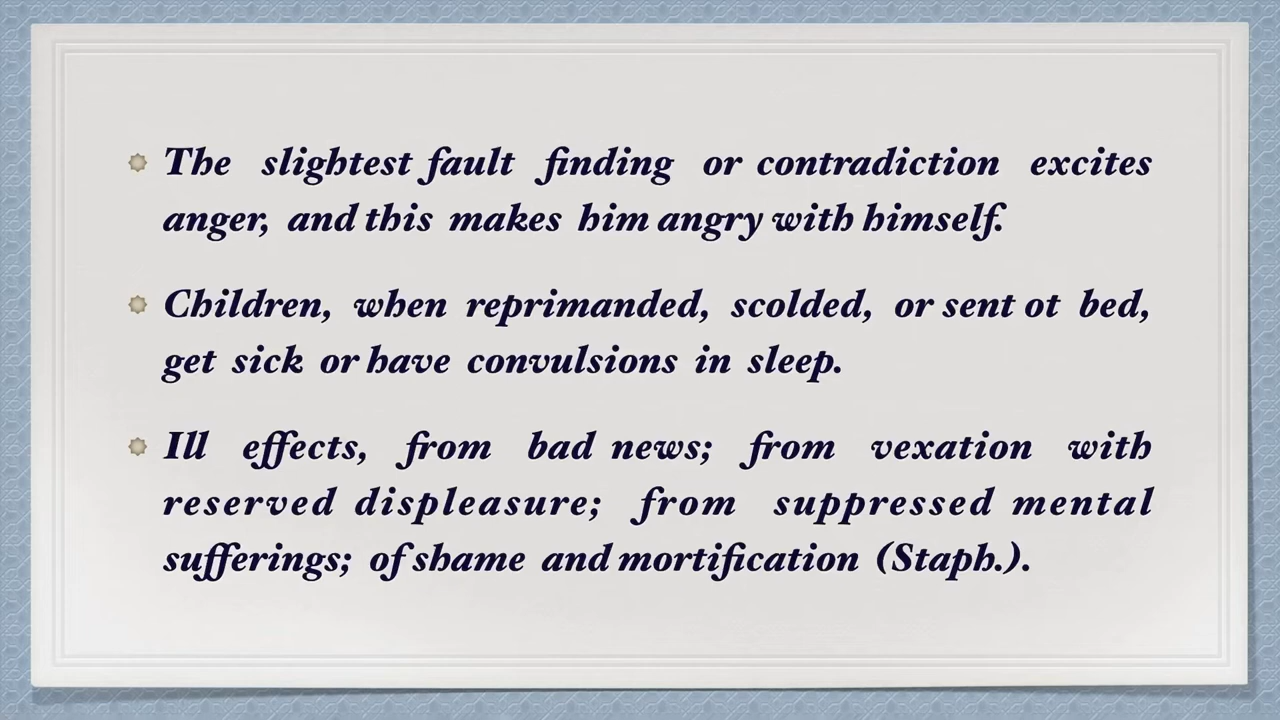 The slightest fault finding or contradiction excites
anger, and this makes him angry with himself.
Children, when reprimanded, scolded, or sent ot bed,
get sick or have convulsions in sleep.
Ill effects, from bad news; from vexation with
reserved displeasure; from suppressed mental
sufferings; of shame and mortification (Staph.).